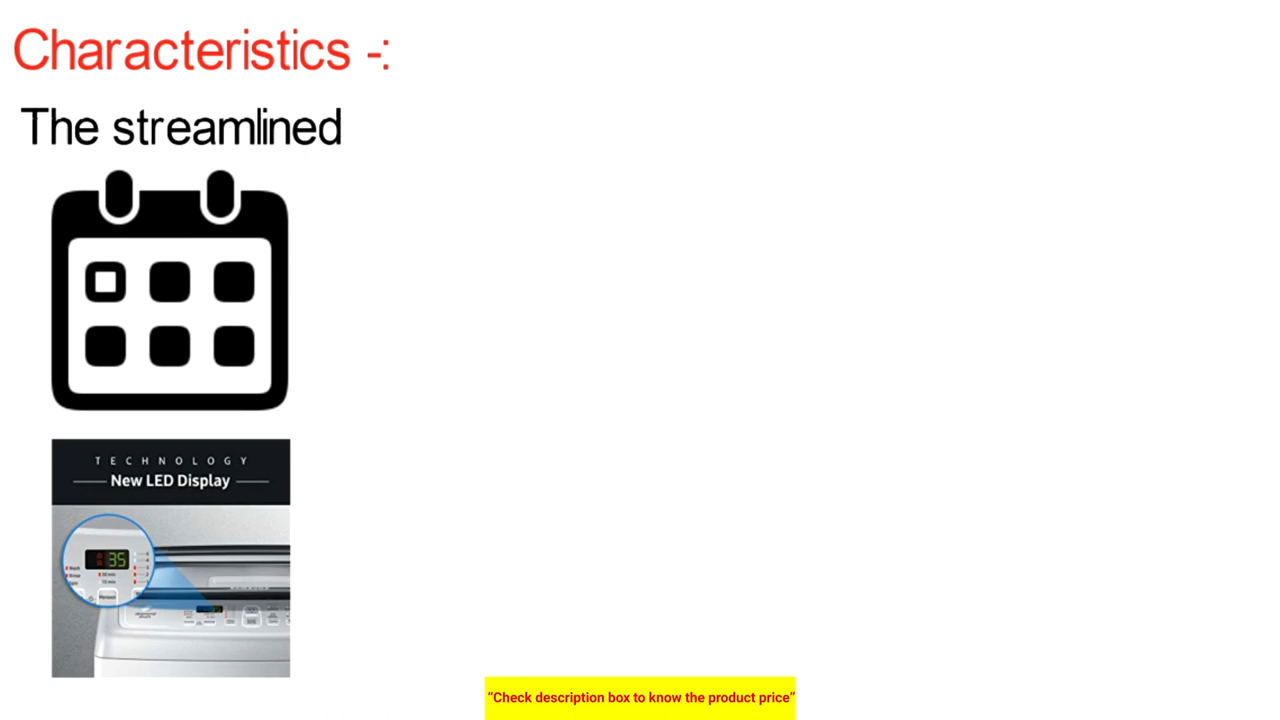 Characteristics -:
The streamlined
TECHNOLOGY
New LED Display
35
"Check description box to know the product price"